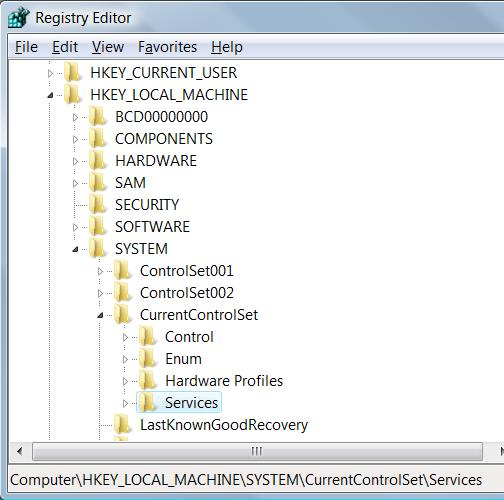 Registry Editor
File Edit View Favorites Help
HKEY_CURRENT_USER
HKEY_LOCAL_MACHINE
BCD00000000
COMPONENTS
HARDWARE
SAM
SECURITY
SOFTWARE
SYSTEM
ControlSet001
ControlSet002
CurrentControlSet
Control
Enum
Hardware Profiles
Services
LastKnownGoodRecovery
Computer\HKEY_LOCAL_MACHINE\SYSTEM\CurrentControlSet\Services